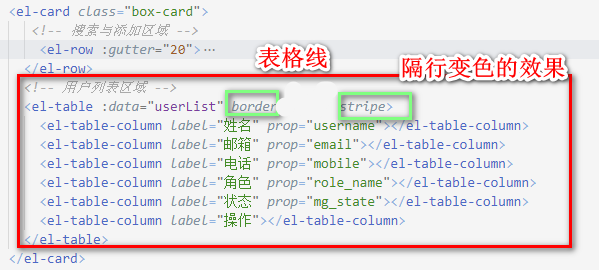 <el-card class="box-card">
<!-- 搜索与添加区域 -->
<el-row :gutter="20">…
</el-row>
表格线
隔行变色的效果
<!-- 用户列表区域 -->
<el-table :data="userList" border stripe>
<el-table-column label="姓名" prop="username"></el-table-column>
<el-table-column label="邮箱" prop="email"></el-table-column>
<el-table-column label="电话" prop="mobile"></el-table-column>
<el-table-column label="角色" prop="role_name"></el-table-column>
<el-table-column label="状态" prop="mg_state"></el-table-column>
<el-table-column label="操作"></el-table-column>
</el-table>
</el-card>